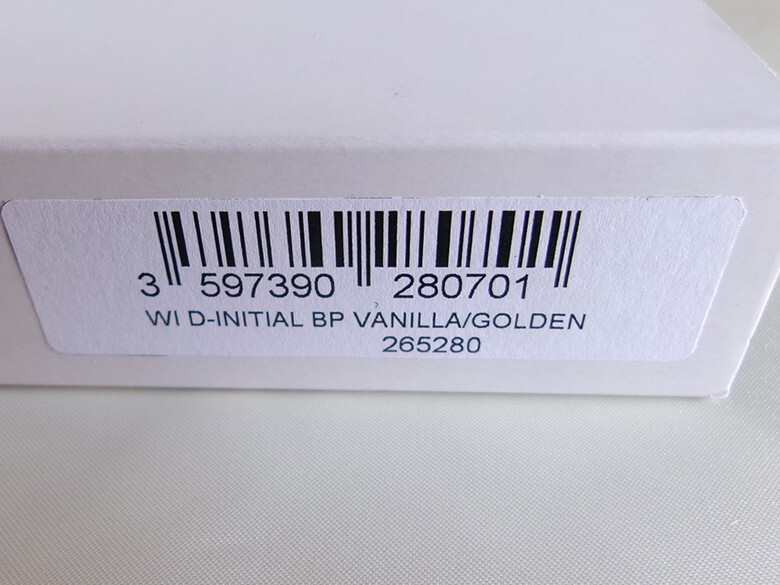 3 597390 280701
WI D-INITIAL BP VANILLA/GOLDEN
265280